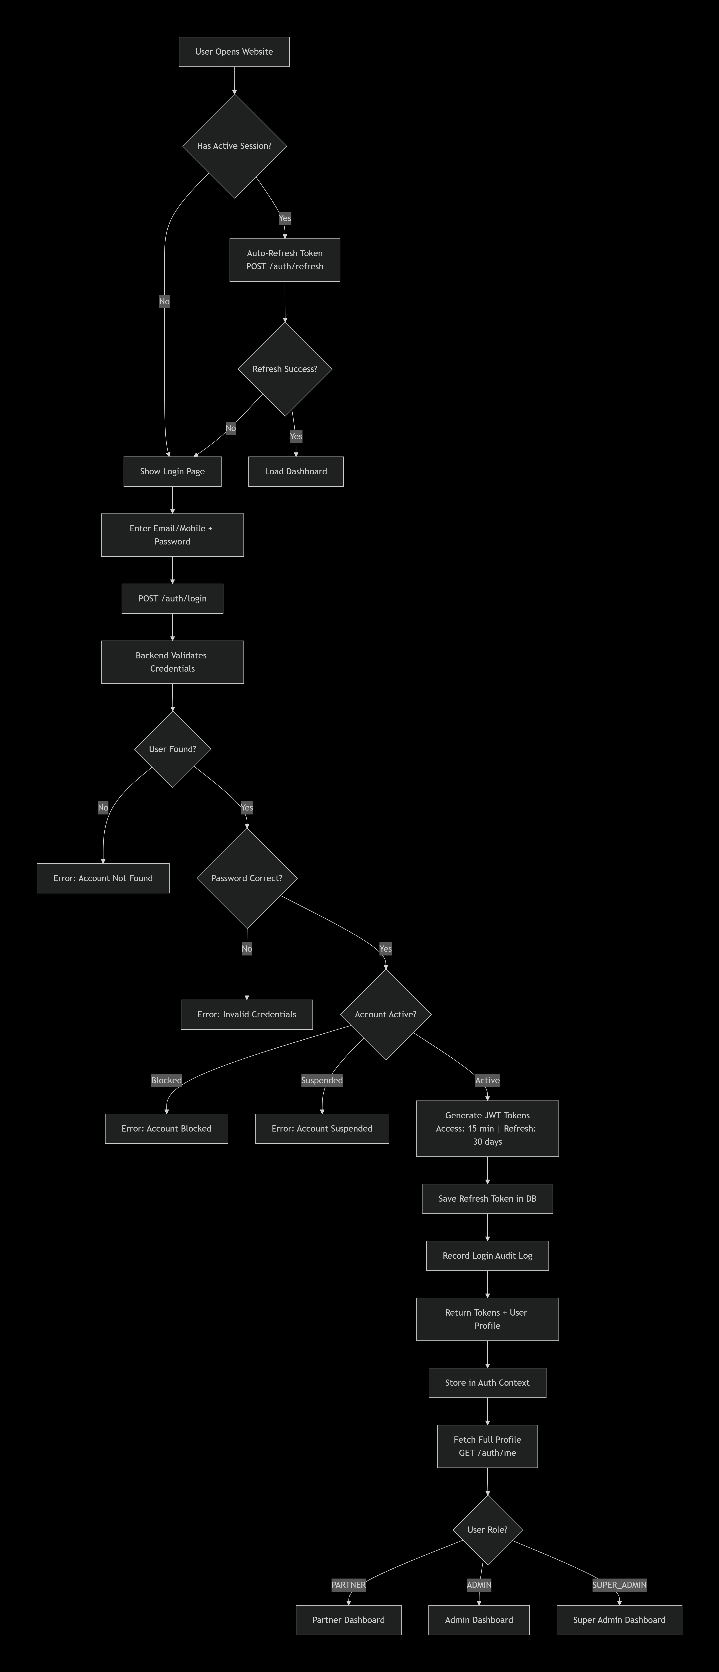 User Opens Website
Has Active Session?
Yes
Auto-Refresh Token
POST /auth/refresh
No
Refresh Success?
No
Yes
Show Login Page
Load Dashboard
Enter Email/Mobile +
Password
POST /auth/login
Backend Validates
Credentials
User Found?
No
Yes
Error: Account Not Found
Password Correct?
No
Yes
Error: Invalid Credentials
Account Active?
Blocked
Suspended
Active
Error: Account Blocked
Error: Account Suspended
Generate JWT Tokens
Access: 15 min | Refresh:
30 days
Save Refresh Token in DB
Record Login Audit Log
Return Tokens + User
Profile
Store in Auth Context
Fetch Full Profile
GET /auth/me
User Role?
PARTNER
ADMIN
SUPER_ADMIN
Partner Dashboard
Admin Dashboard
Super Admin Dashboard